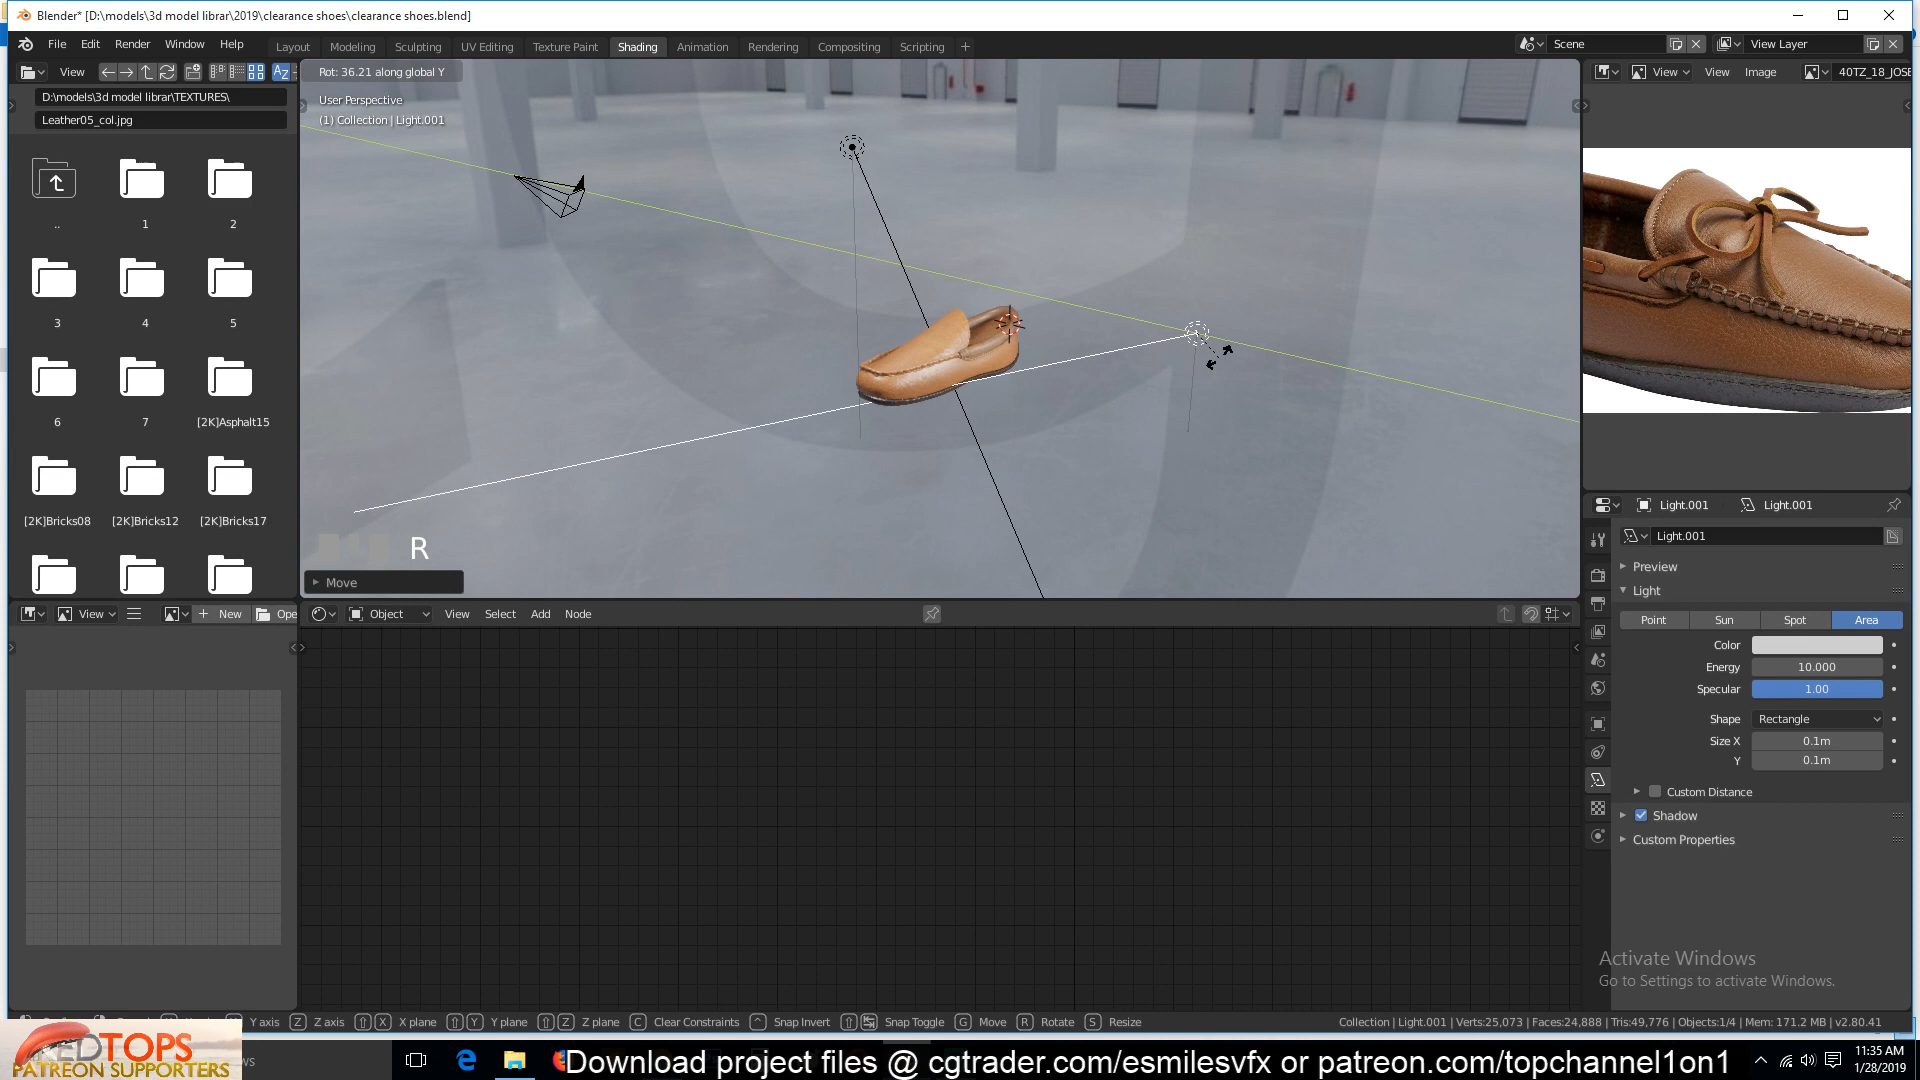 Blender* [D:\models\3d model librar\2019\clearance shoes\clearance shoes.blend]
File Edit Render Window Help
Layout Modeling Sculpting UV Editing Texture Paint Shading Animation Rendering Compositing Scripting +
Scene
View Layer
View
Rot: 36.21 along global Y
View View Image 40TZ_18_JOSE
D:\models\3d model librar\TEXTURES\
Leather05_col.jpg
User Perspective
(1) Collection | Light.001
..
1
2
3
4
5
6
7
[2K]Asphalt15
[2K]Bricks08
[2K]Bricks12
[2K]Bricks17
R
Move
Light.001 Light.001
Light.001
Preview
Light
Point Sun Spot Area
Color
Energy 10.000
Specular 1.00
Shape Rectangle
Size X 0.1m
Y 0.1m
Custom Distance
Shadow
Custom Properties
View New Ope
Object View Select Add Node
Activate Windows
Go to Settings to activate Windows.
Y axis Z Z axis X X plane Y Y plane Z Z plane C Clear Constraints Snap Invert Snap Toggle G Move R Rotate S Resize
Collection | Light.001 | Verts:25,073 | Faces:24,888 | Tris:49,776 | Objects:1/4 | Mem: 171.2 MB | v2.80.41
REDTOPS
PATREON SUPPORTERS
Download project files @ cgtrader.com/esmilesvfx or patreon.com/topchannel1on1
11:35 AM
1/28/2019